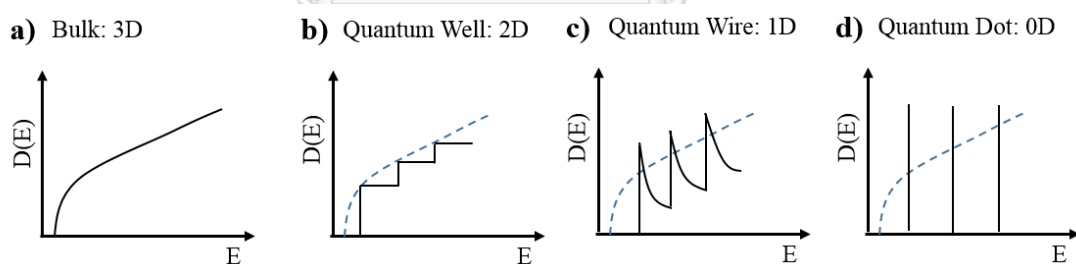 a) Bulk: 3D
b) Quantum Well: 2D
c) Quantum Wire: 1D
d) Quantum Dot: 0D
D(E)
E
D(E)
E
D(E)
E
D(E)
E